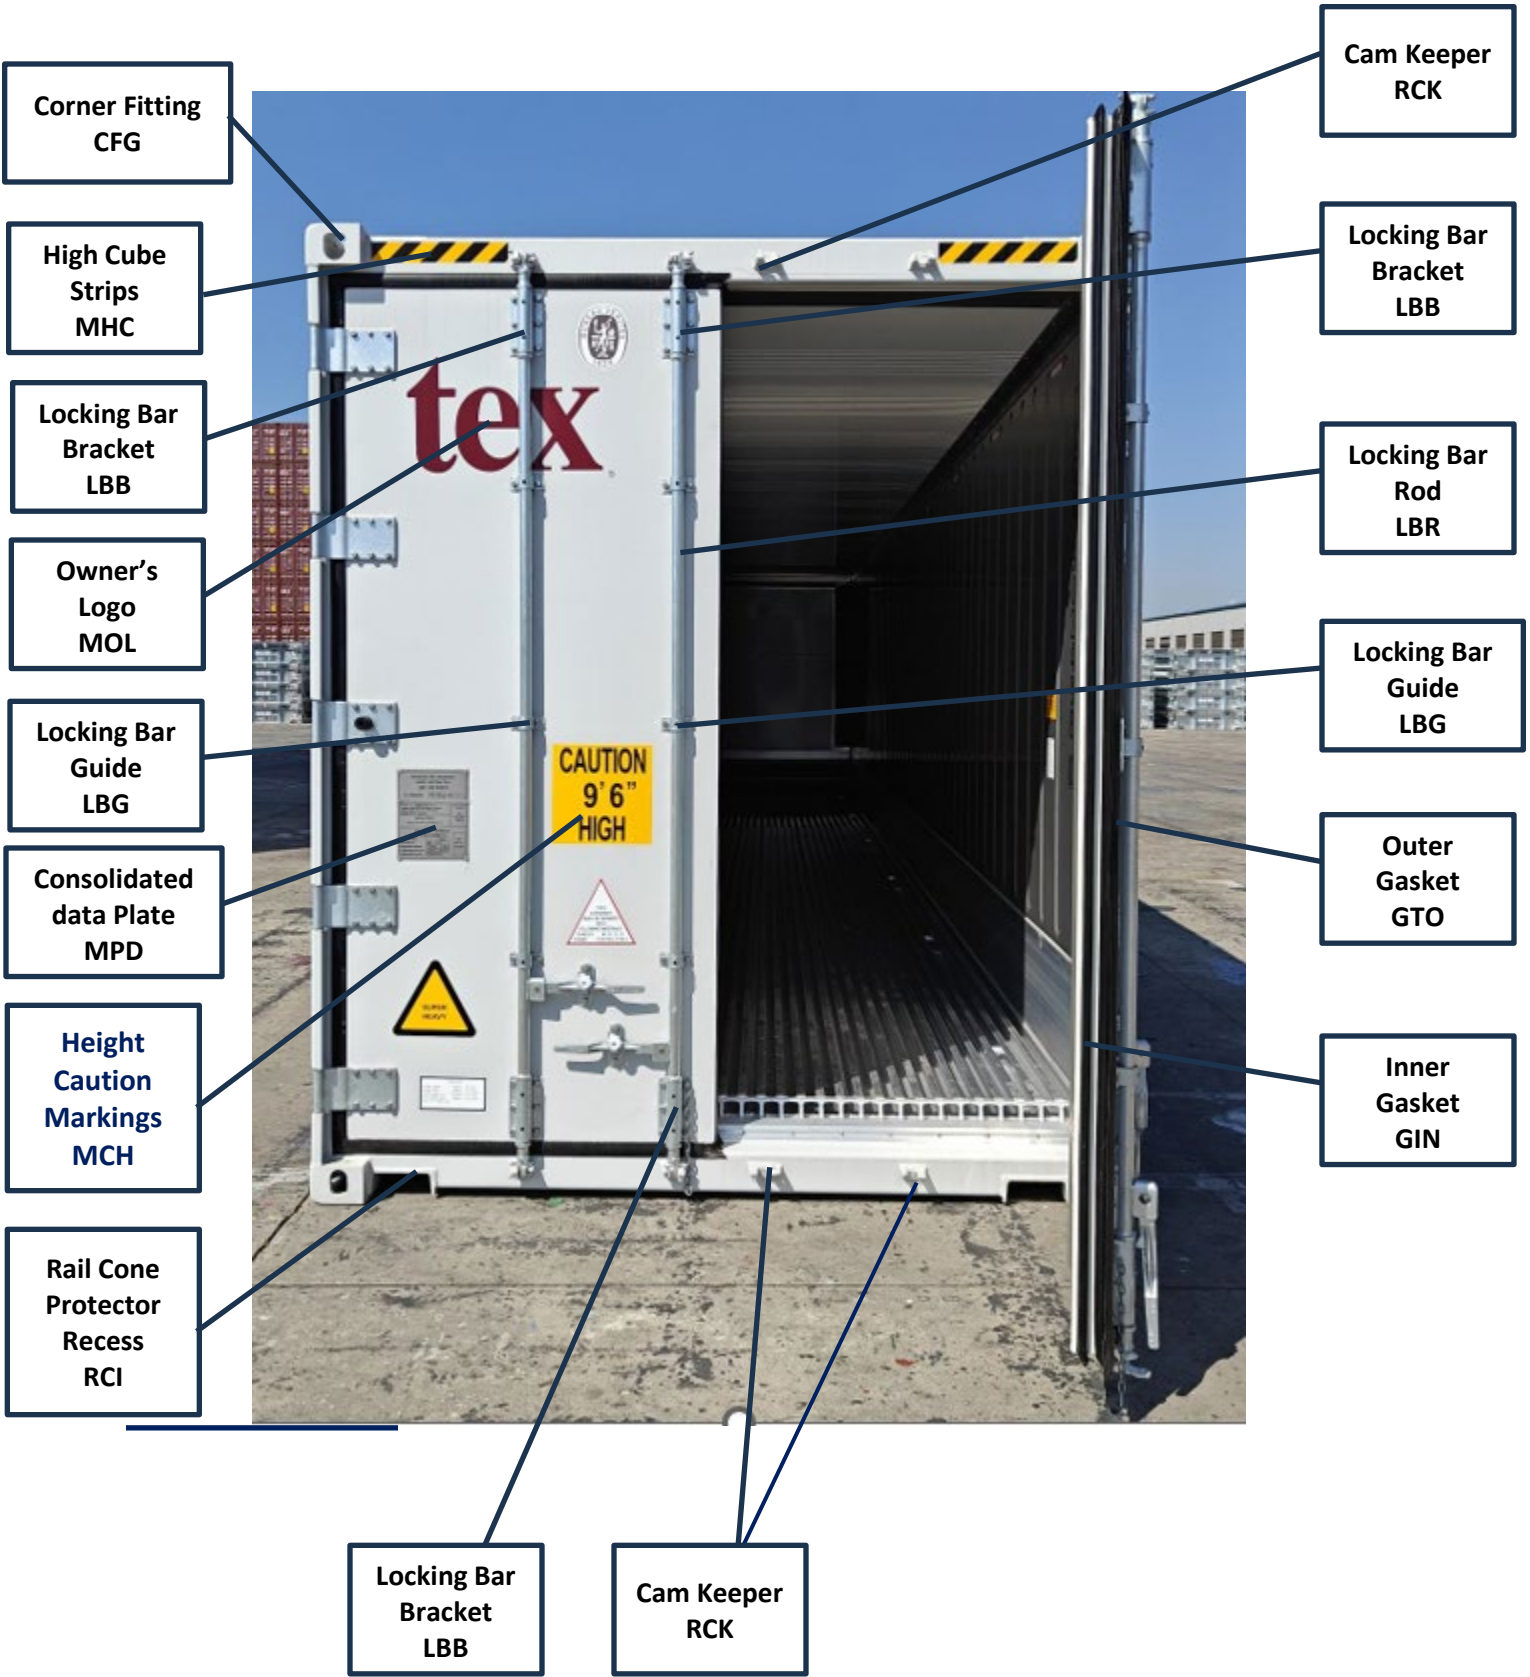 Corner Fitting
CFG
High Cube
Strips
MHC
Locking Bar
Bracket
LBB
Owner’s
Logo
MOL
Locking Bar
Guide
LBG
Consolidated
data Plate
MPD
Height
Caution
Markings
MCH
Rail Cone
Protector
Recess
RCI
tex
CAUTION
9' 6"
HIGH
SUPER
HEAVY
Cam Keeper
RCK
Locking Bar
Bracket
LBB
Locking Bar
Rod
LBR
Locking Bar
Guide
LBG
Outer
Gasket
GTO
Inner
Gasket
GIN
Locking Bar
Bracket
LBB
Cam Keeper
RCK